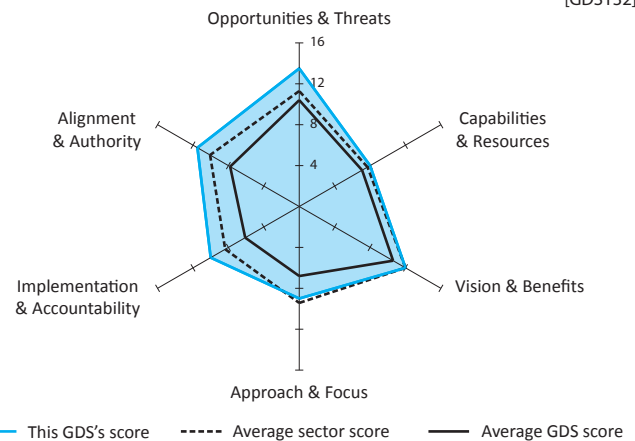 [GDS132]
Opportunities & Threats
16
12
8
4
Alignment
& Authority
Capabilities
& Resources
Implementation
& Accountability
Vision & Benefits
Approach & Focus
This GDS's score
Average sector score
Average GDS score